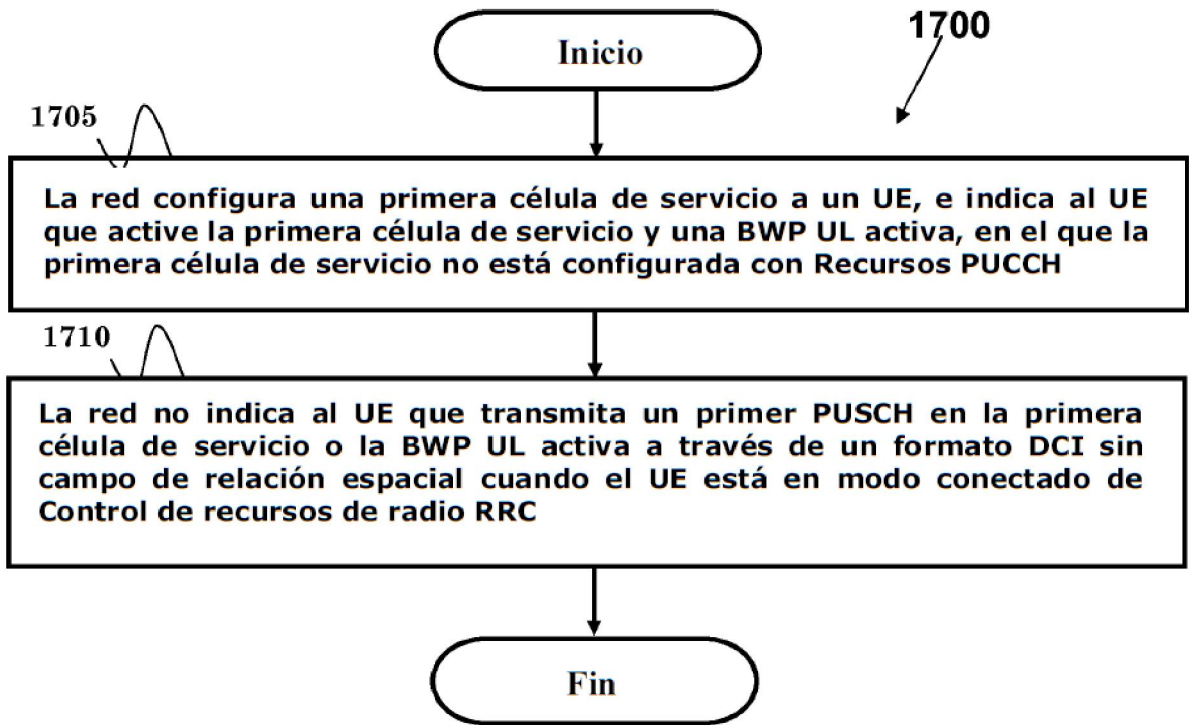 1700
Inicio
1705
La red configura una primera célula de servicio a un UE, e indica al UE
que active la primera célula de servicio y una BWP UL activa, en el que la
primera célula de servicio no está configurada con Recursos PUCCH
1710
La red no indica al UE que transmita un primer PUSCH en la primera
célula de servicio o la BWP UL activa a través de un formato DCI sin
campo de relación espacial cuando el UE está en modo conectado de
Control de recursos de radio RRC
Fin